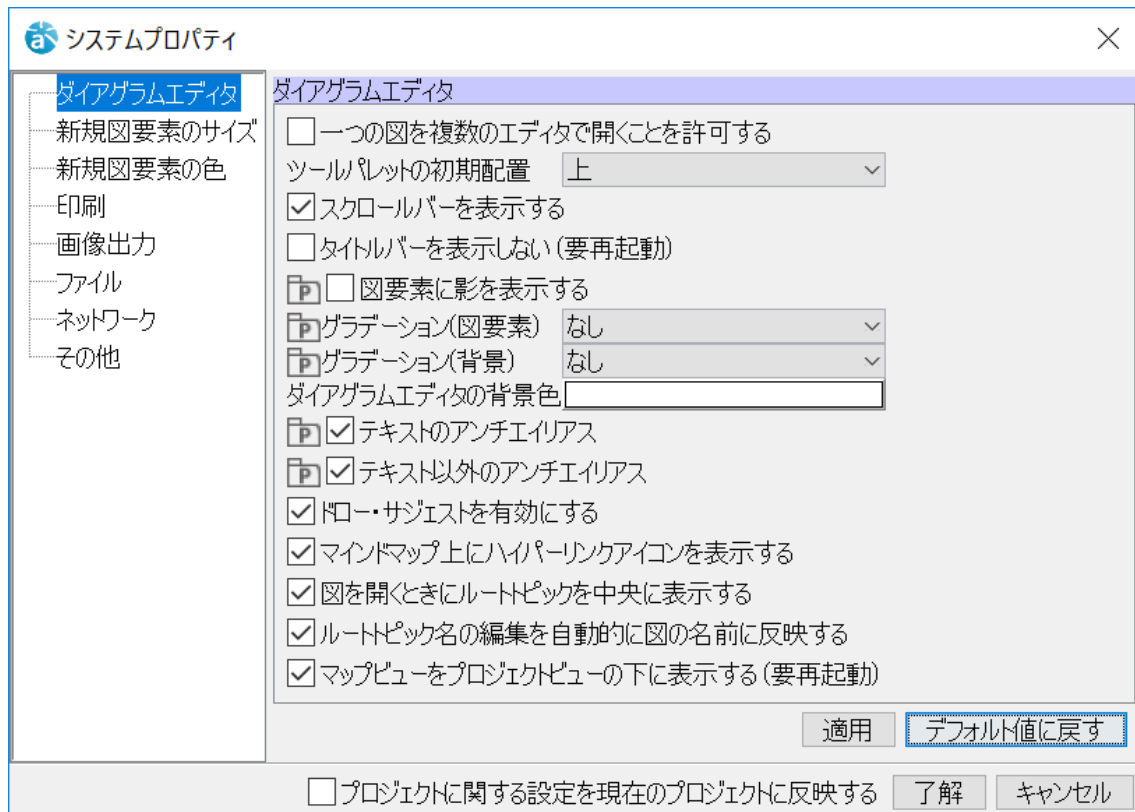 システムプロパティ
ダイアグラムエディタ
新規図要素のサイズ
新規図要素の色
印刷
画像出力
ファイル
ネットワーク
その他
ダイアグラムエディタ
一つの図を複数のエディタで開くことを許可する
ツールパレットの初期配置 上
スクロールバーを表示する
タイトルバーを表示しない(要再起動)
P 図要素に影を表示する
P グラデーション(図要素) なし
P グラデーション(背景) なし
ダイアグラムエディタの背景色
P テキストのアンチエイリアス
P テキスト以外のアンチエイリアス
ドロー・サジェストを有効にする
マインドマップ上にハイパーリンクアイコンを表示する
図を開くときにルートトピックを中央に表示する
ルートトピック名の編集を自動的に図の名前に反映する
マップビューをプロジェクトビューの下に表示する(要再起動)
適用 デフォルト値に戻す
プロジェクトに関する設定を現在のプロジェクトに反映する 了解 キャンセル